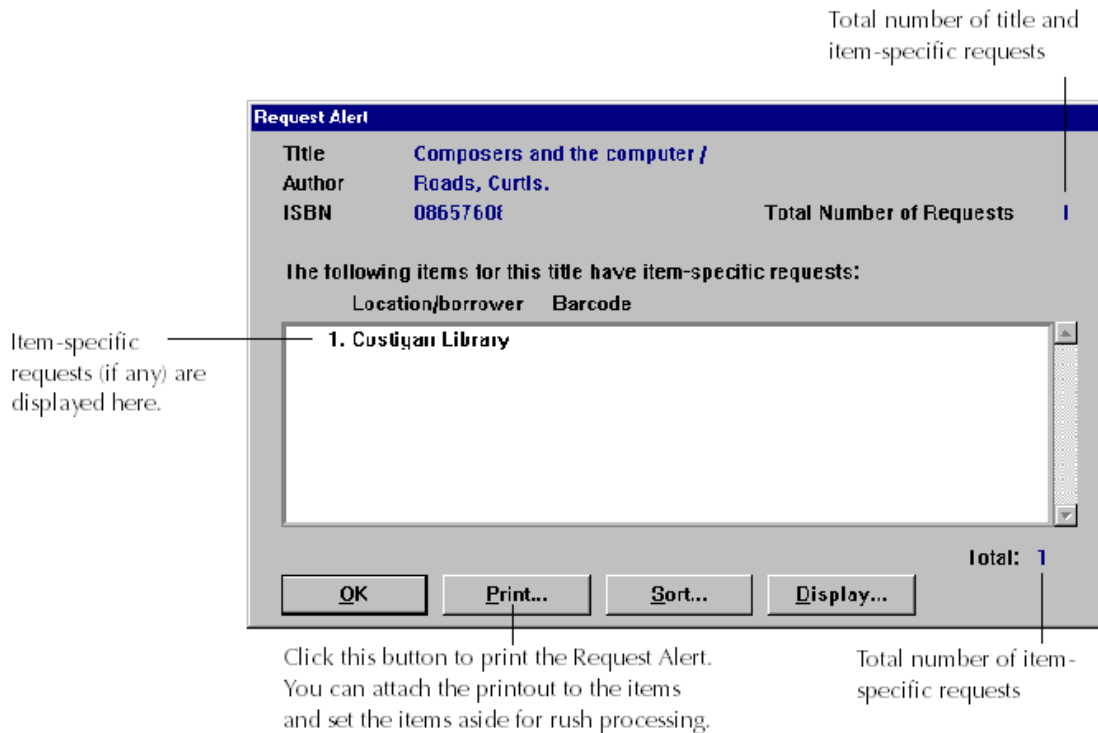 Total number of title and
item-specific requests
Request Alert
Title Composers and the computer /
Author Roads, Curtis.
ISBN 08657608 Total Number of Requests 1
The following items for this title have item-specific requests:
Location/borrower Barcode
Item-specific
requests (if any) are
displayed here.
1. Costigan Library
Total: 1
OK Print... Sort... Display...
Click this button to print the Request Alert.
You can attach the printout to the items
and set the items aside for rush processing.
Total number of item-
specific requests